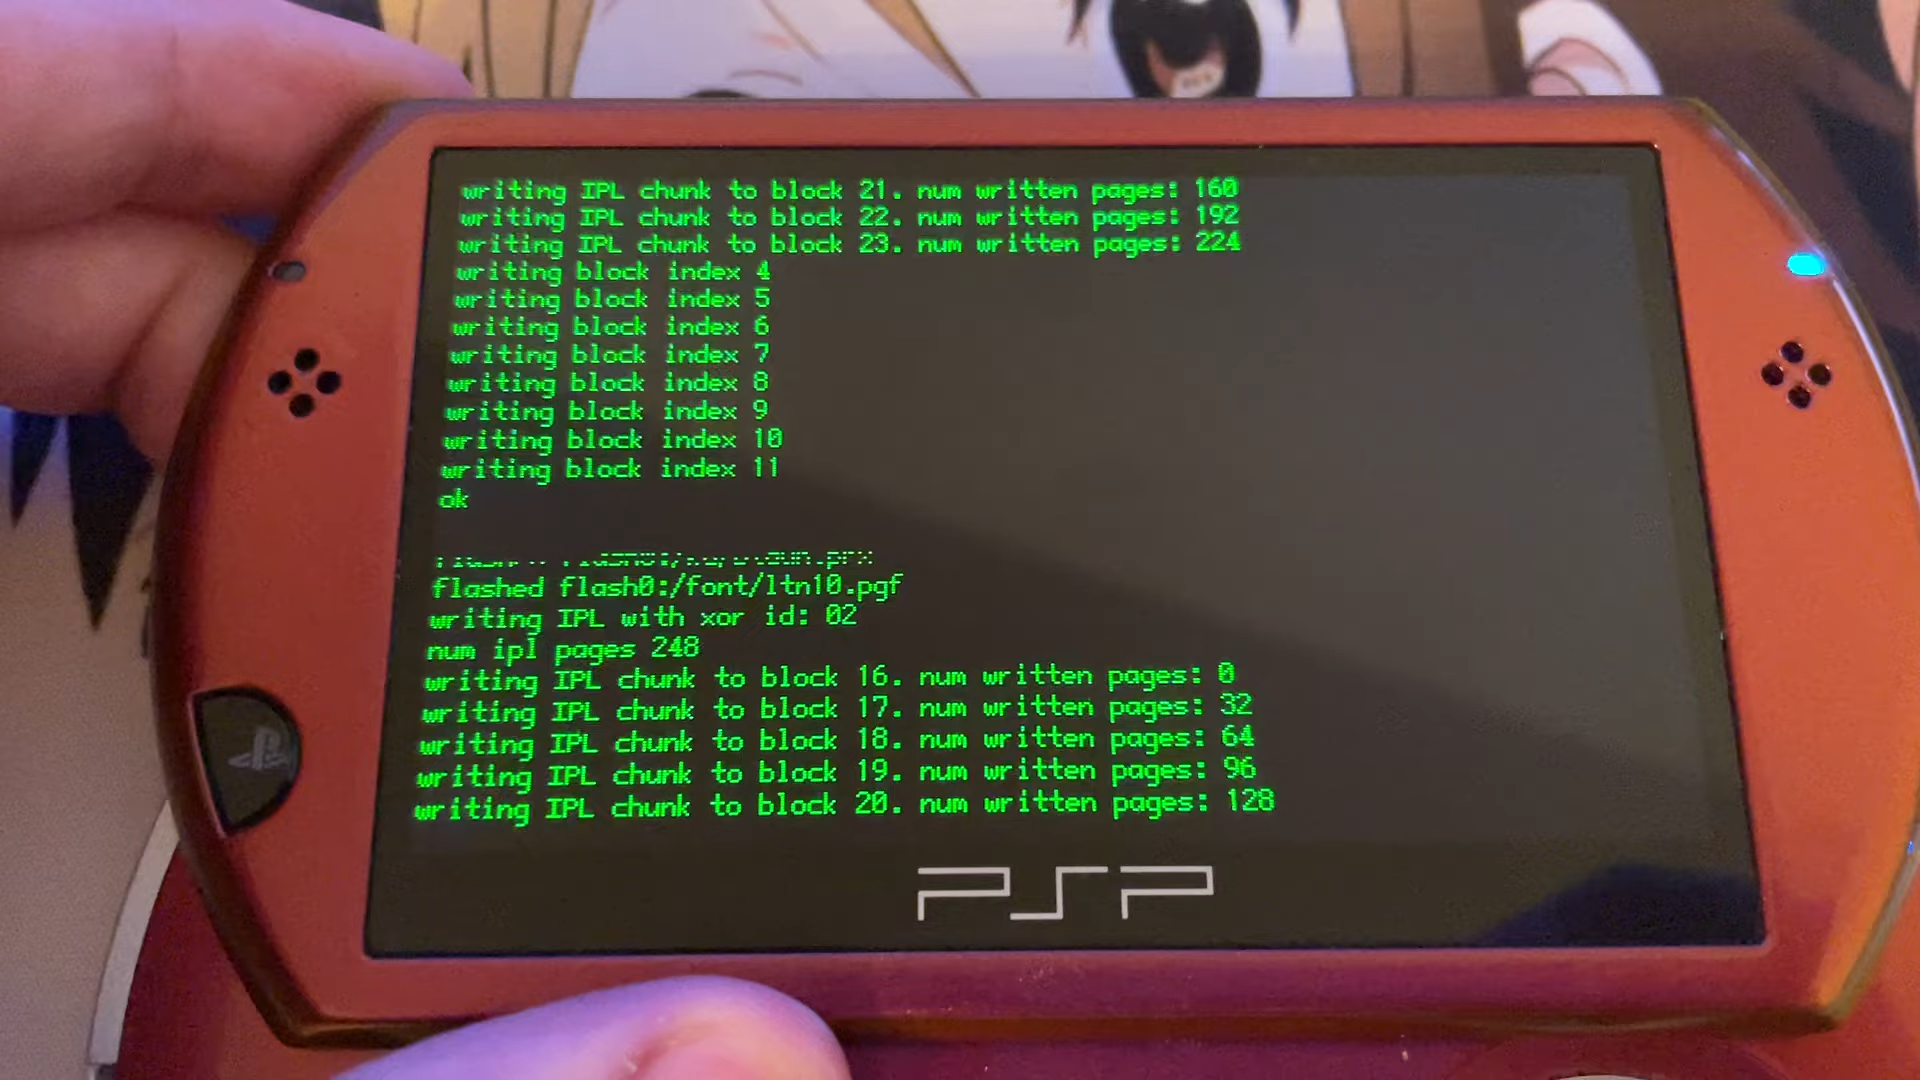 writing IPL chunk to block 21. num written pages: 160
writing IPL chunk to block 22. num written pages: 192
writing IPL chunk to block 23. num written pages: 224
writing block index 4
writing block index 5
writing block index 6
writing block index 7
writing block index 8
writing block index 9
writing block index 10
writing block index 11
ok
flashed flash0:/font/ltn10.pgf
writing IPL with xor id: 02
num ipl pages 248
writing IPL chunk to block 16. num written pages: 0
writing IPL chunk to block 17. num written pages: 32
writing IPL chunk to block 18. num written pages: 64
writing IPL chunk to block 19. num written pages: 96
writing IPL chunk to block 20. num written pages: 128
PSP